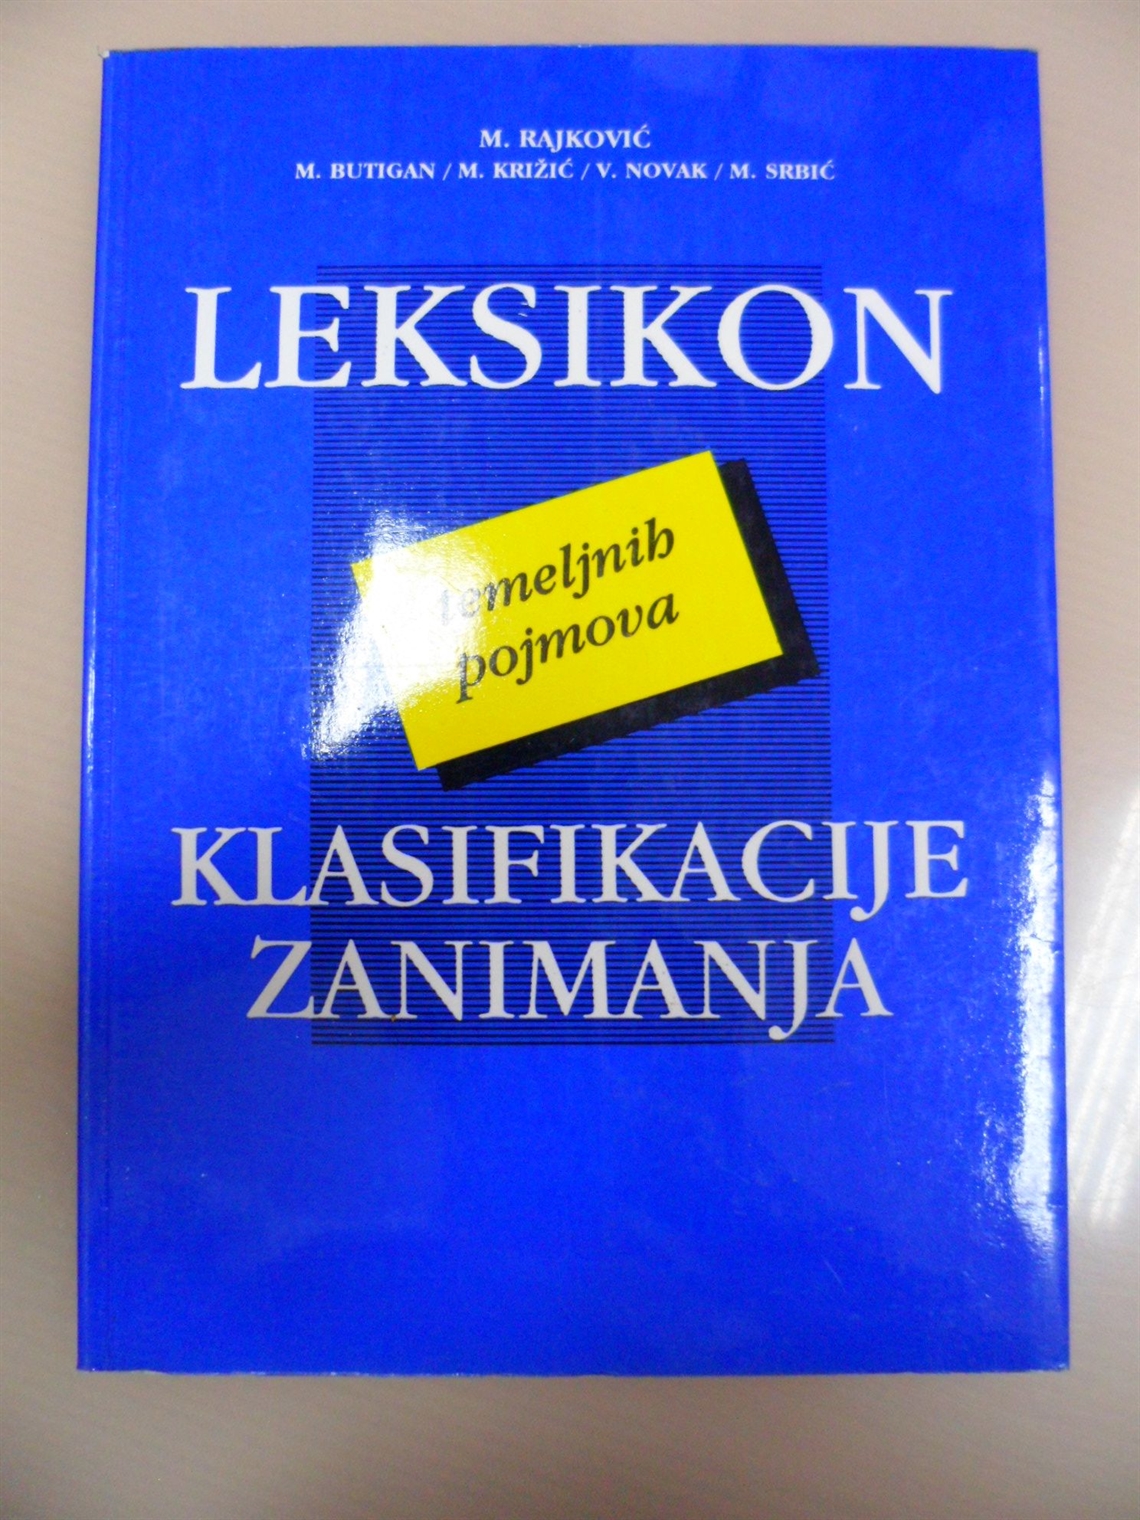 M. RAJKOVIĆ
M. BUTIGAN / M. KRIŽIĆ / V. NOVAK / M. SRBIĆ
LEKSIKON
temeljnih
pojmova
KLASIFIKACIJE
ZANIMANJA